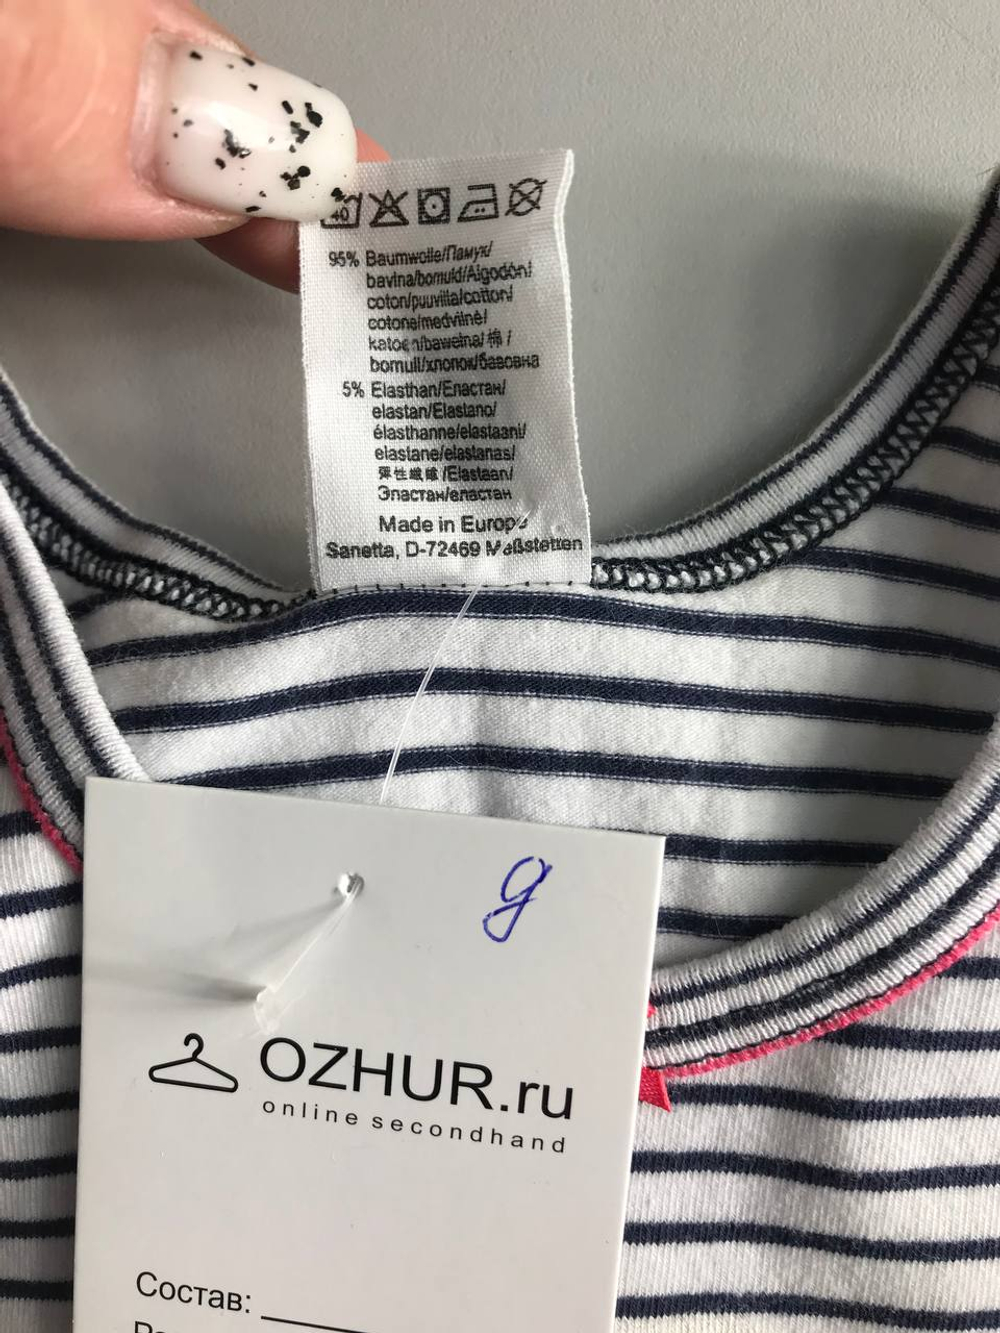 40
95% Baumwolle/Памук/
bavlna/bomuld/Algodón/
coton/puuvilla/cotton/
cotone/medvilnė/
katoen/bawełna/ 棉 /
bomull/хлопок/бавовна
5% Elasthan/Еластан/
elastan/Elastano/
élasthanne/elastaani/
elastane/elastanas/
弹性纖維 /Elastaan/
Эластан/еластан
Made in Europe
Sanetta, D-72469 Meßstetten
д
OZHUR.ru
online secondhand
Состав: